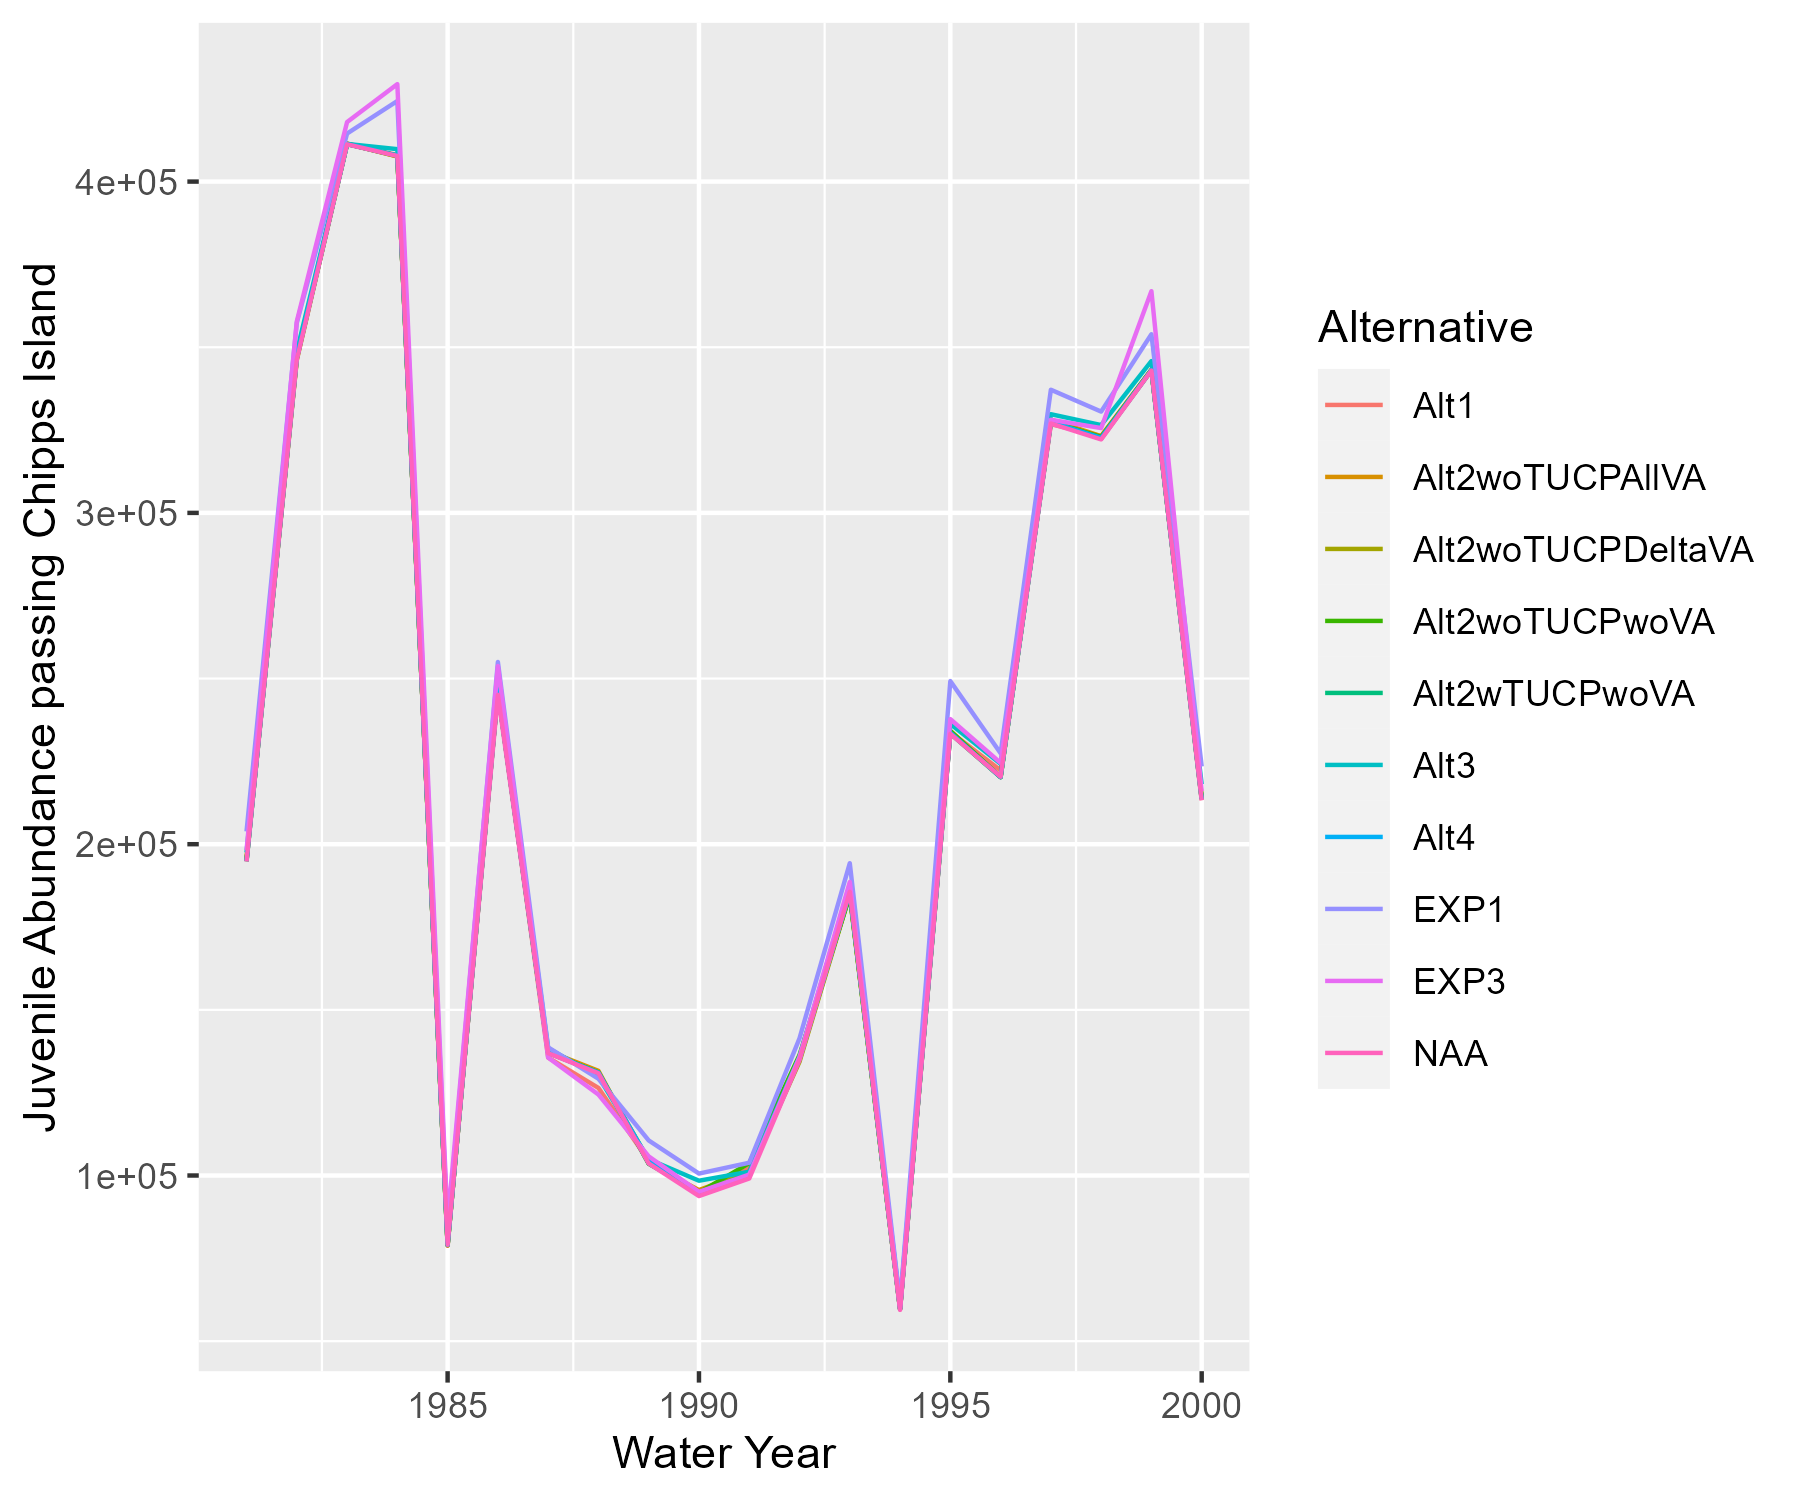 Juvenile Abundance passing Chipps Island
4e+05
3e+05
2e+05
1e+05
1985
1990
1995
2000
Water Year
Alternative
Alt1
Alt2woTUCPAllVA
Alt2woTUCPDeltaVA
Alt2woTUCPwoVA
Alt2wTUCPwoVA
Alt3
Alt4
EXP1
EXP3
NAA